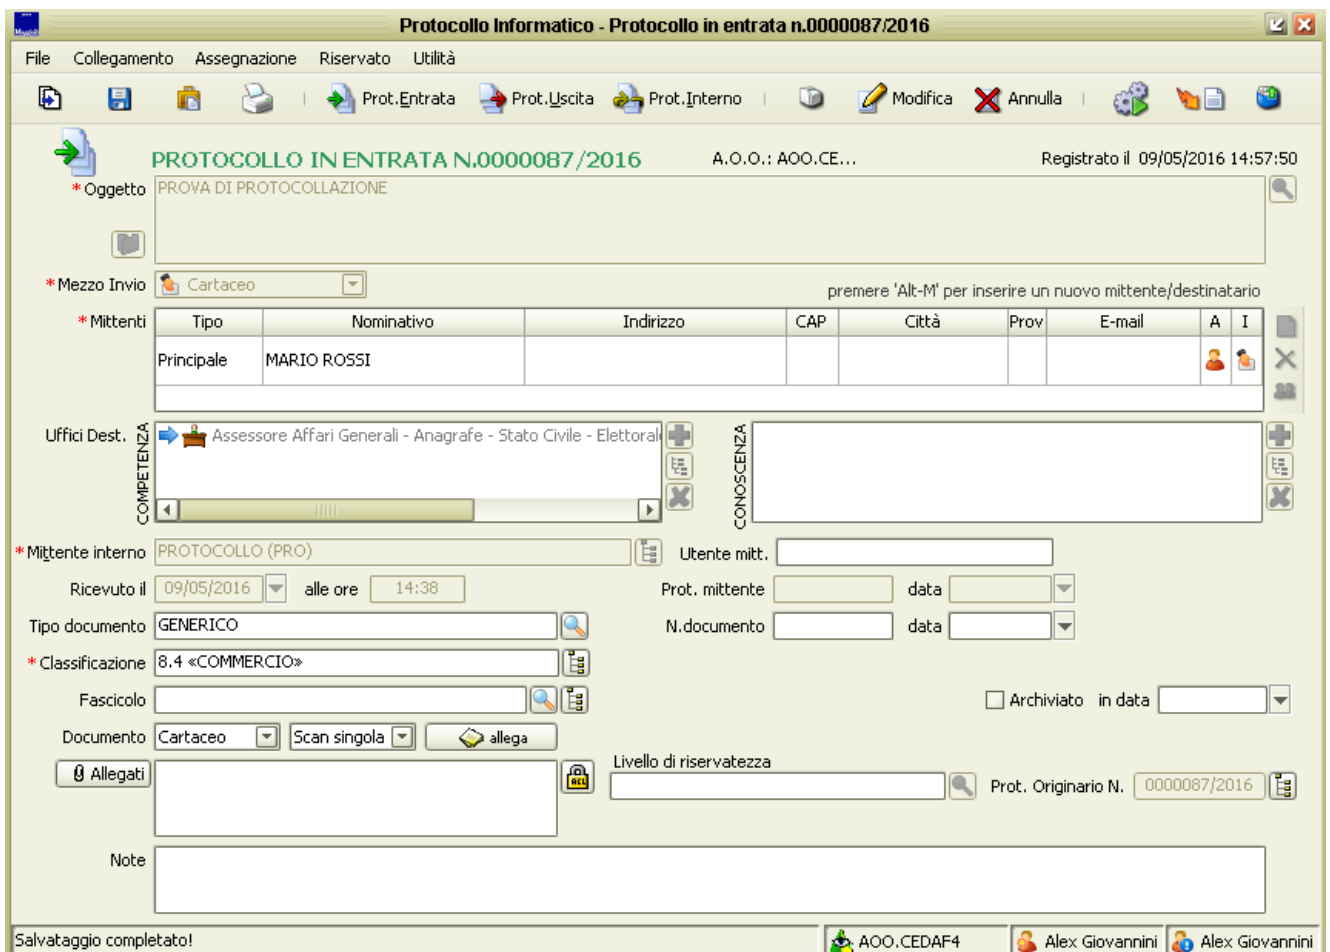 Protocollo Informatico - Protocollo in entrata n.0000087/2016
File Collegamento Assegnazione Riservato Utilità
Prot.Entrata Prot.Uscita Prot.Interno Modifica Annulla
PROTOCOLLO IN ENTRATA N.0000087/2016 A.O.O.: AOO.CE... Registrato il 09/05/2016 14:57:50
* Oggetto PROVA DI PROTOCOLLAZIONE
* Mezzo Invio Cartaceo
premere 'Alt-M' per inserire un nuovo mittente/destinatario
* Mittenti Tipo Nominativo Indirizzo CAP Città Prov E-mail A I
Principale MARIO ROSSI
Uffici Dest. COMPETENZA Assessore Affari Generali - Anagrafe - Stato Civile - Elettoral CONOSCENZA
* Mittente interno PROTOCOLLO (PRO) Utente mitt.
Ricevuto il 09/05/2016 alle ore 14:38 Prot. mittente data
Tipo documento GENERICO N.documento data
* Classificazione 8.4 «COMMERCIO»
Fascicolo Archiviato in data
Documento Cartaceo Scan singola allega
Allegati ACL Livello di riservatezza Prot. Originario N. 0000087/2016
Note
Salvataggio completato! AOO.CEDAF4 Alex Giovannini Alex Giovannini